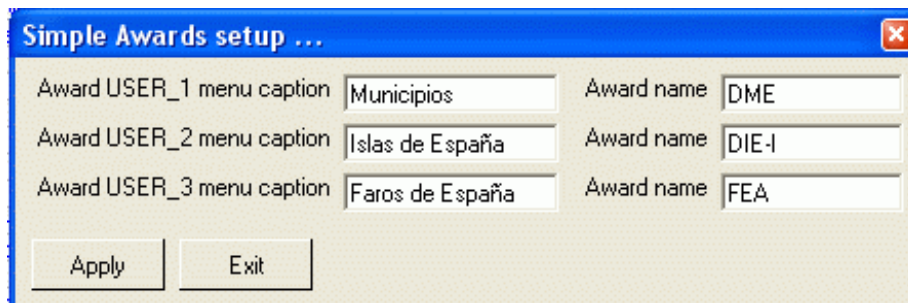 Simple Awards setup ...
Award USER_1 menu caption Municipios Award name DME
Award USER_2 menu caption Islas de España Award name DIE-I
Award USER_3 menu caption Faros de España Award name FEA
Apply Exit